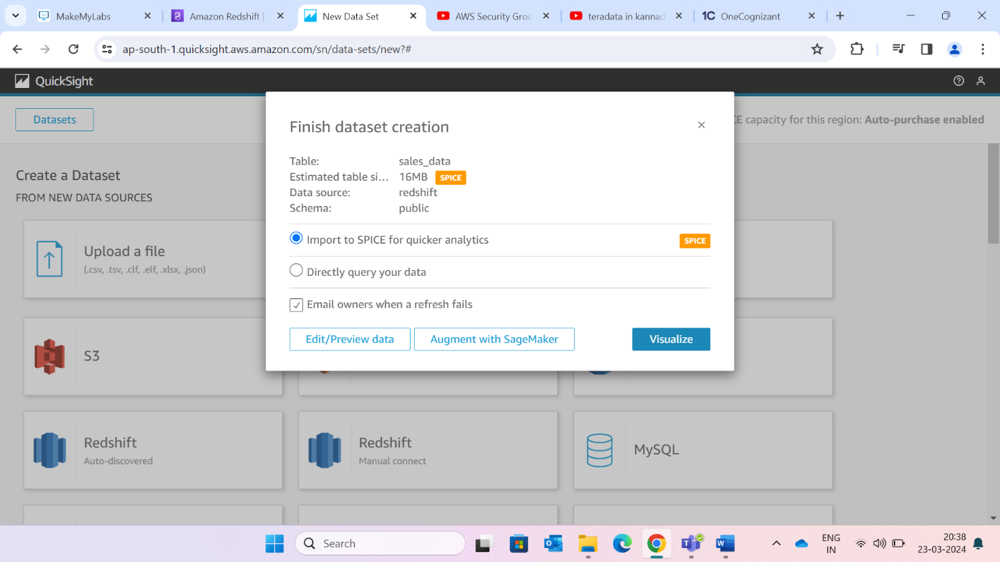 MakeMyLabs
Amazon Redshift |
New Data Set
AWS Security Grou
teradata in kannad
1C OneCognizant
ap-south-1.quicksight.aws.amazon.com/sn/data-sets/new?#
QuickSight
Datasets
CE capacity for this region: Auto-purchase enabled
Finish dataset creation
Table: sales_data
Estimated table si... 16MB SPICE
Data source: redshift
Schema: public
Import to SPICE for quicker analytics SPICE
Directly query your data
Email owners when a refresh fails
Edit/Preview data Augment with SageMaker Visualize
Create a Dataset
FROM NEW DATA SOURCES
Upload a file
(.csv, .tsv, .clf, .elf, .xlsx, .json)
S3
Redshift
Auto-discovered
Redshift
Manual connect
MySQL
Search
ENG
IN
20:38
23-03-2024